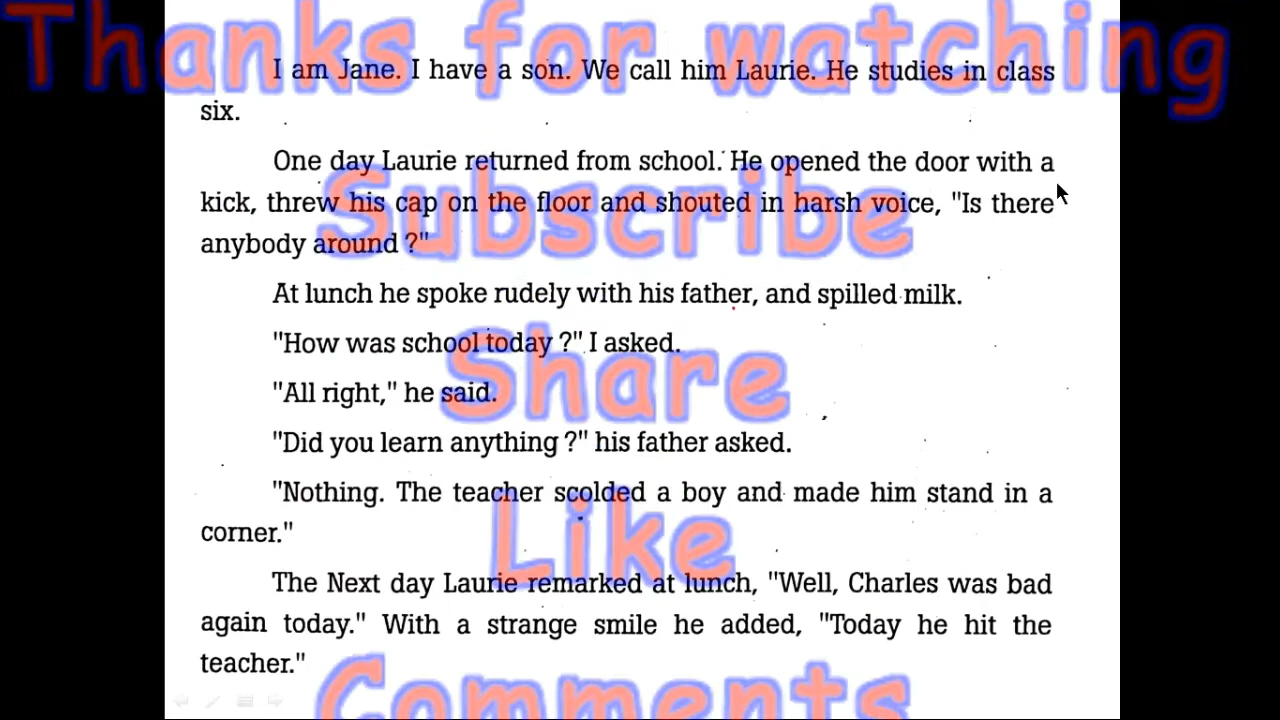 Thanks for watching
I am Jane. I have a son. We call him Laurie. He studies in class
six.
One day Laurie returned from school. He opened the door with a
Subscribe
kick, threw his cap on the floor and shouted in harsh voice, "Is there
anybody around ?"
At lunch he spoke rudely with his father, and spilled milk.
"How was school today ?" I asked.
Share
"All right," he said.
"Did you learn anything ?" his father asked.
"Nothing. The teacher scolded a boy and made him stand in a
corner."
Like
The Next day Laurie remarked at lunch, "Well, Charles was bad
again today." With a strange smile he added, "Today he hit the
teacher."
Comments